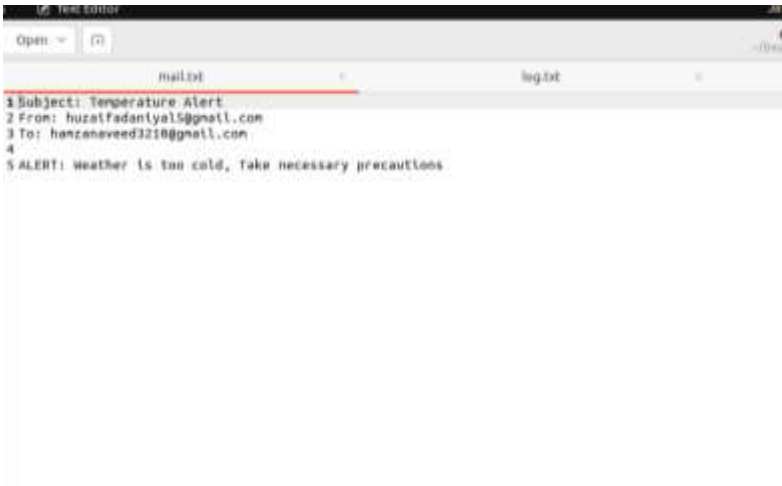 Text Editor
Open
mail.txt
log.txt
1 Subject: Temperature Alert
2 From: huzaifadaniyal5@gmail.com
3 To: hamzanaveed3210@gmail.com
4
5 ALERT: Weather is too cold, Take necessary precautions